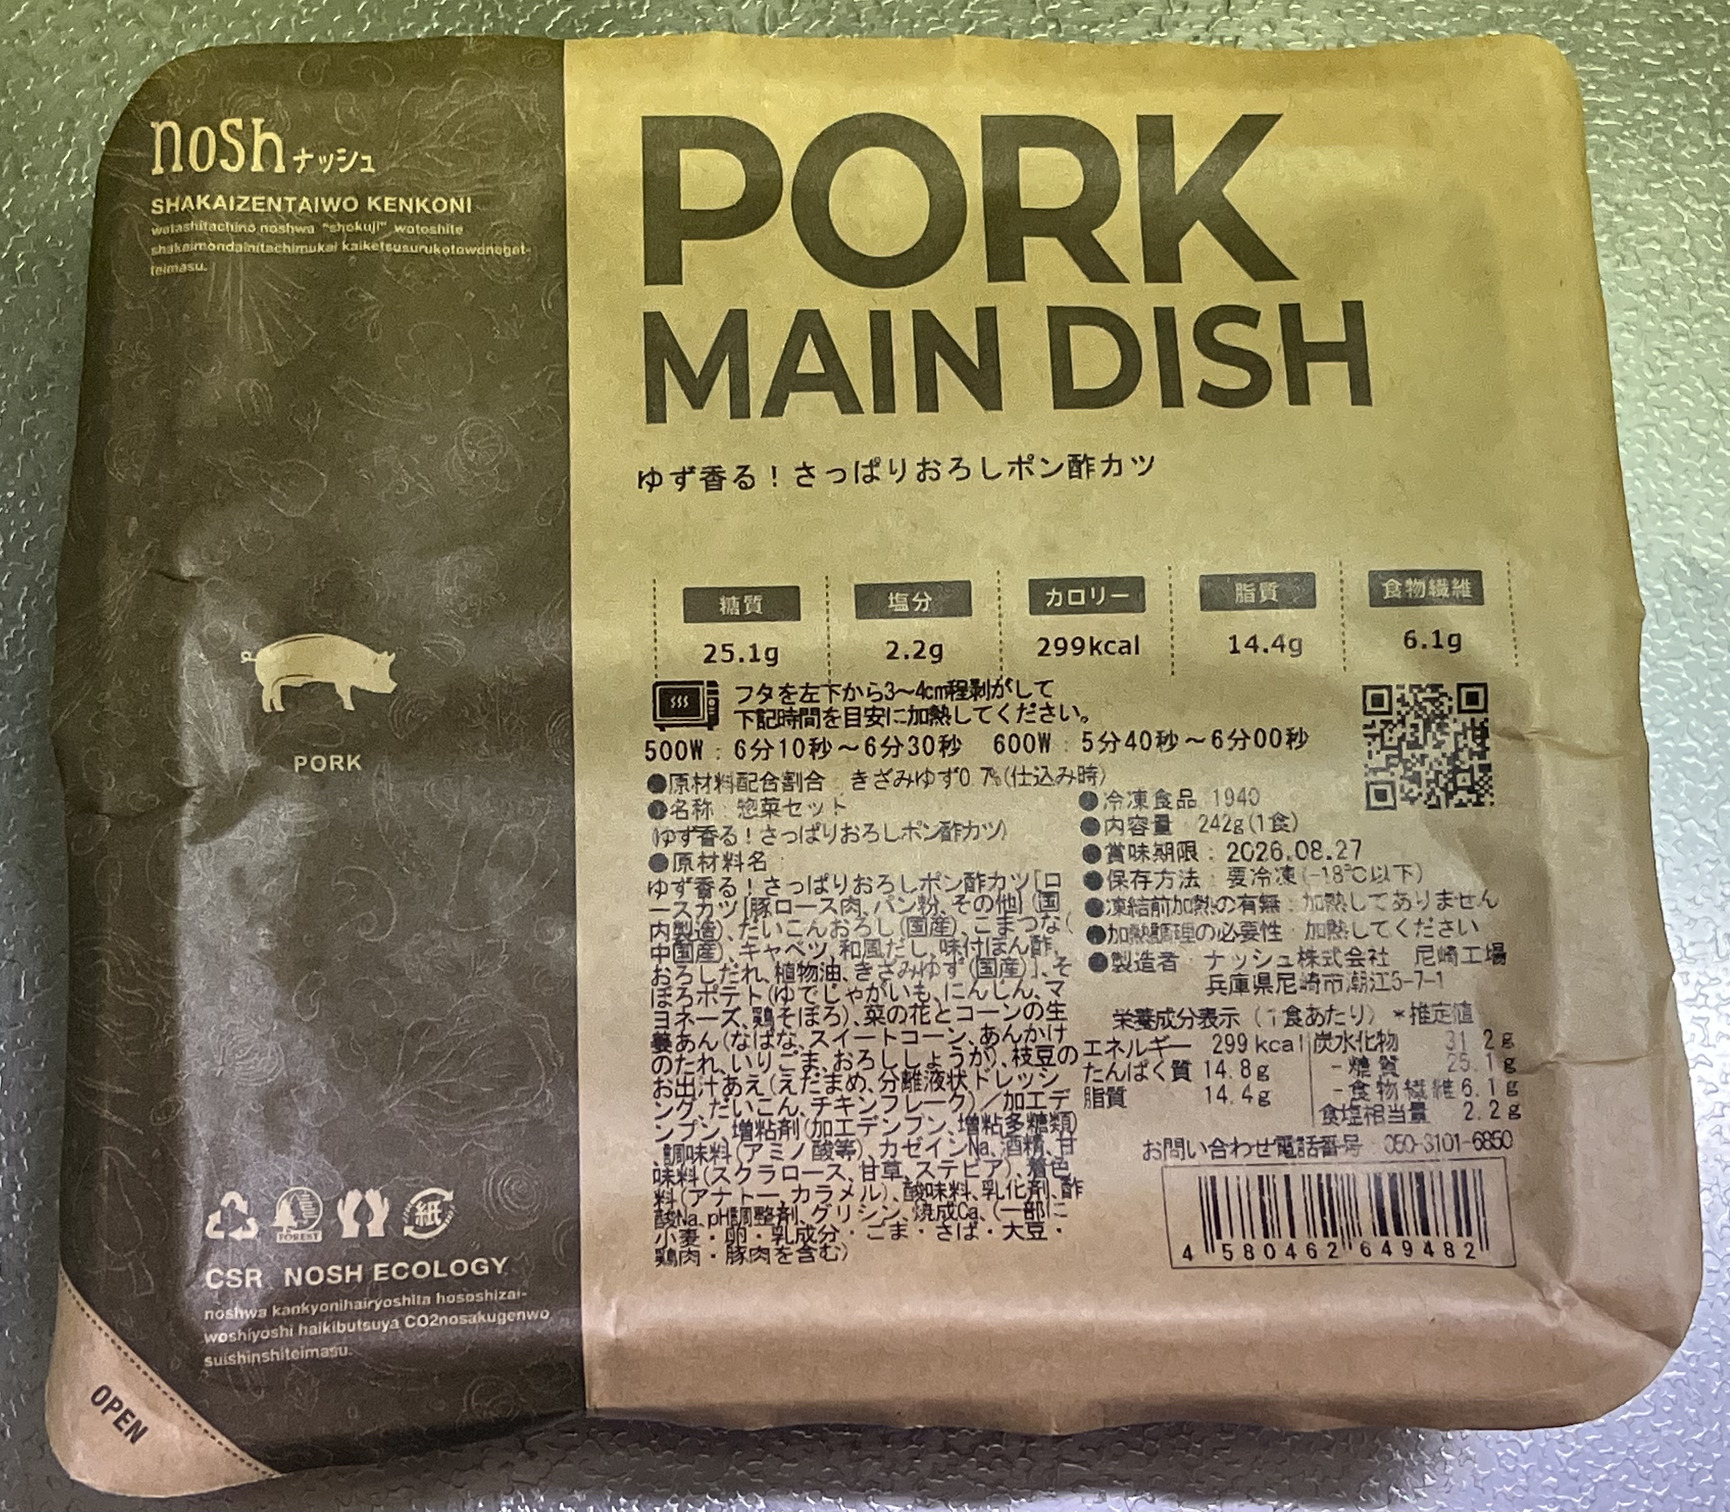 nosh ナッシュ
SHAKAIZENTAIWO KENKONI
watashitachino noshwa "shokuji" wotoshite
shakaimondainitachimukai kaiketsusurukotowomegat-
teimasu.
PORK
MAIN DISH
ゆず香る！さっぱりおろしポン酢カツ
糖質 塩分 カロリー 脂質 食物繊維
25.1g 2.2g 299kcal 14.4g 6.1g
フタを左下から3〜4cm程剥がして
下記時間を目安に加熱してください。
500W：6分10秒〜6分30秒 600W：5分40秒〜6分00秒
PORK
●原材料配合割合：きざみゆず0.7%(仕込み時)
●名称：惣菜セット
(ゆず香る！さっぱりおろしポン酢カツ)
●原材料名：
ゆず香る！さっぱりおろしポン酢カツ[ロ
ースカツ[豚ロース肉、パン粉、その他](国
内製造)、だいこんおろし(国産)、こまつな(
中国産)、キャベツ、和風だし、味付ぽん酢、
おろしだれ、植物油、きざみゆず(国産)]、そ
ぼろポテト(ゆでじゃがいも、にんじん、マ
ヨネーズ、鶏そぼろ)、菜の花とコーンの生
姜あん(なばな、スイートコーン、あんかけ
のたれ、いりごま、おろししょうが)、枝豆の
お出汁あえ(えだまめ、分離液状ドレッシ
ング、だいこん、チキンフレーク)／加工デ
ンプン、増粘剤(加工デンプン、増粘多糖類)
、調味料(アミノ酸等)、カゼインNa、酒精、甘
味料(スクラロース、甘草、ステビア)、着色
料(アナトー、カラメル)、酸味料、乳化剤、酢
酸Na、pH調整剤、グリシン、焼成Ca、(一部に
小麦・卵・乳成分・ごま・さば・大豆・
鶏肉・豚肉を含む)
●冷凍食品 1940
●内容量：242g(1食)
●賞味期限：2026.08.27
●保存方法：要冷凍(-18℃以下)
●凍結前加熱の有無：加熱してありません
●加熱調理の必要性：加熱してください
●製造者：ナッシュ株式会社 尼崎工場
兵庫県尼崎市潮江5-7-1
栄養成分表示(1食あたり)＊推定値
エネルギー 299kcal 炭水化物 31.2g
たんぱく質 14.8g -糖質 25.1g
脂質 14.4g -食物繊維 6.1g
食塩相当量 2.2g
お問い合わせ電話番号：050-3101-6850
4 580462 649482
FOREST
紙
CSR NOSH ECOLOGY
noshwa kankyonihairyoshita hososhizai-
woshiyoshi haikibutsuya CO2nosakugenwo
suishinshiteimasu.
OPEN